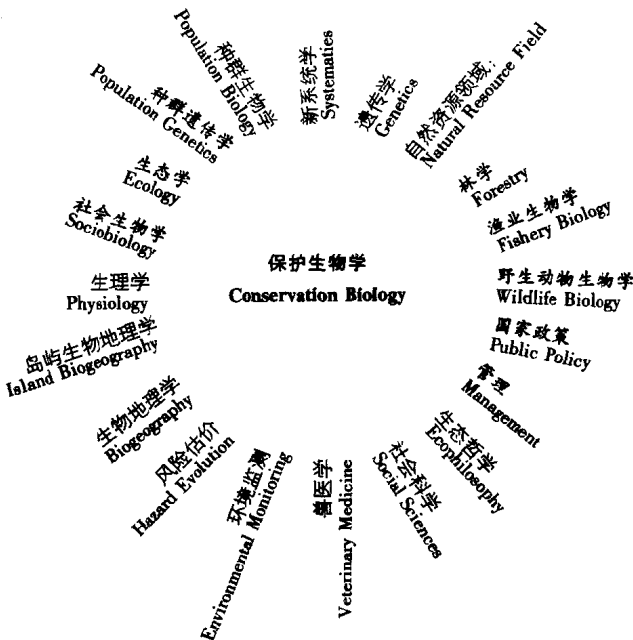 保护生物学
Conservation Biology
新系统学
Systematies
遗传学
Genetics
自然资源领域:
Natural Resource Field
林学
Forestry
渔业生物学
Fishery Biology
野生动物生物学
Wildlife Biology
国家政策
Public Policy
管理
Management
生态哲学
Ecophilosophy
社会科学
Social Sciences
兽医学
Veterinary Medicine
环境监测
Environmental Monitoring
风险估价
Hazard Evolution
生物地理学
Biogeography
岛屿生物地理学
Island Biogeography
生理学
Physiology
社会生物学
Sociobiology
生态学
Ecology
种群遗传学
Population Genetics
种群生物学
Population Biology